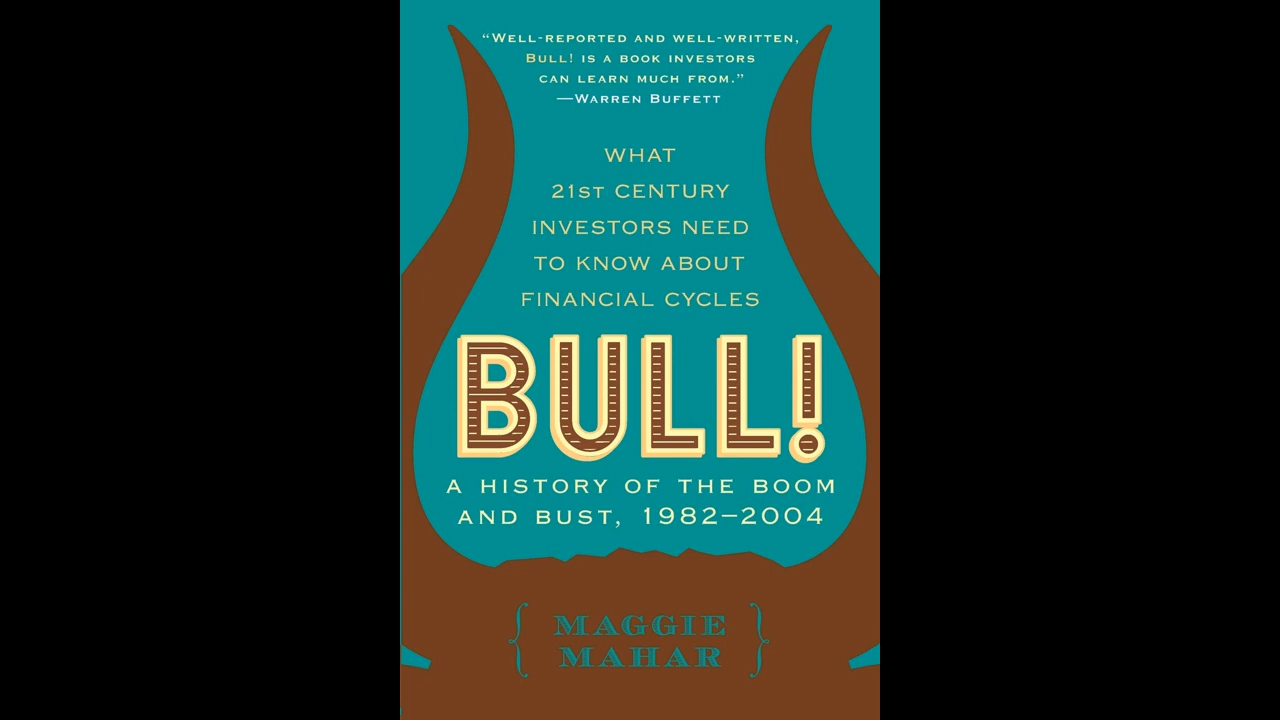 “WELL-REPORTED AND WELL-WRITTEN,
BULL! IS A BOOK INVESTORS
CAN LEARN MUCH FROM.”
—WARREN BUFFETT
WHAT
21ST CENTURY
INVESTORS NEED
TO KNOW ABOUT
FINANCIAL CYCLES
BULL!
A HISTORY OF THE BOOM
AND BUST, 1982–2004
{ MAGGIE
MAHAR }